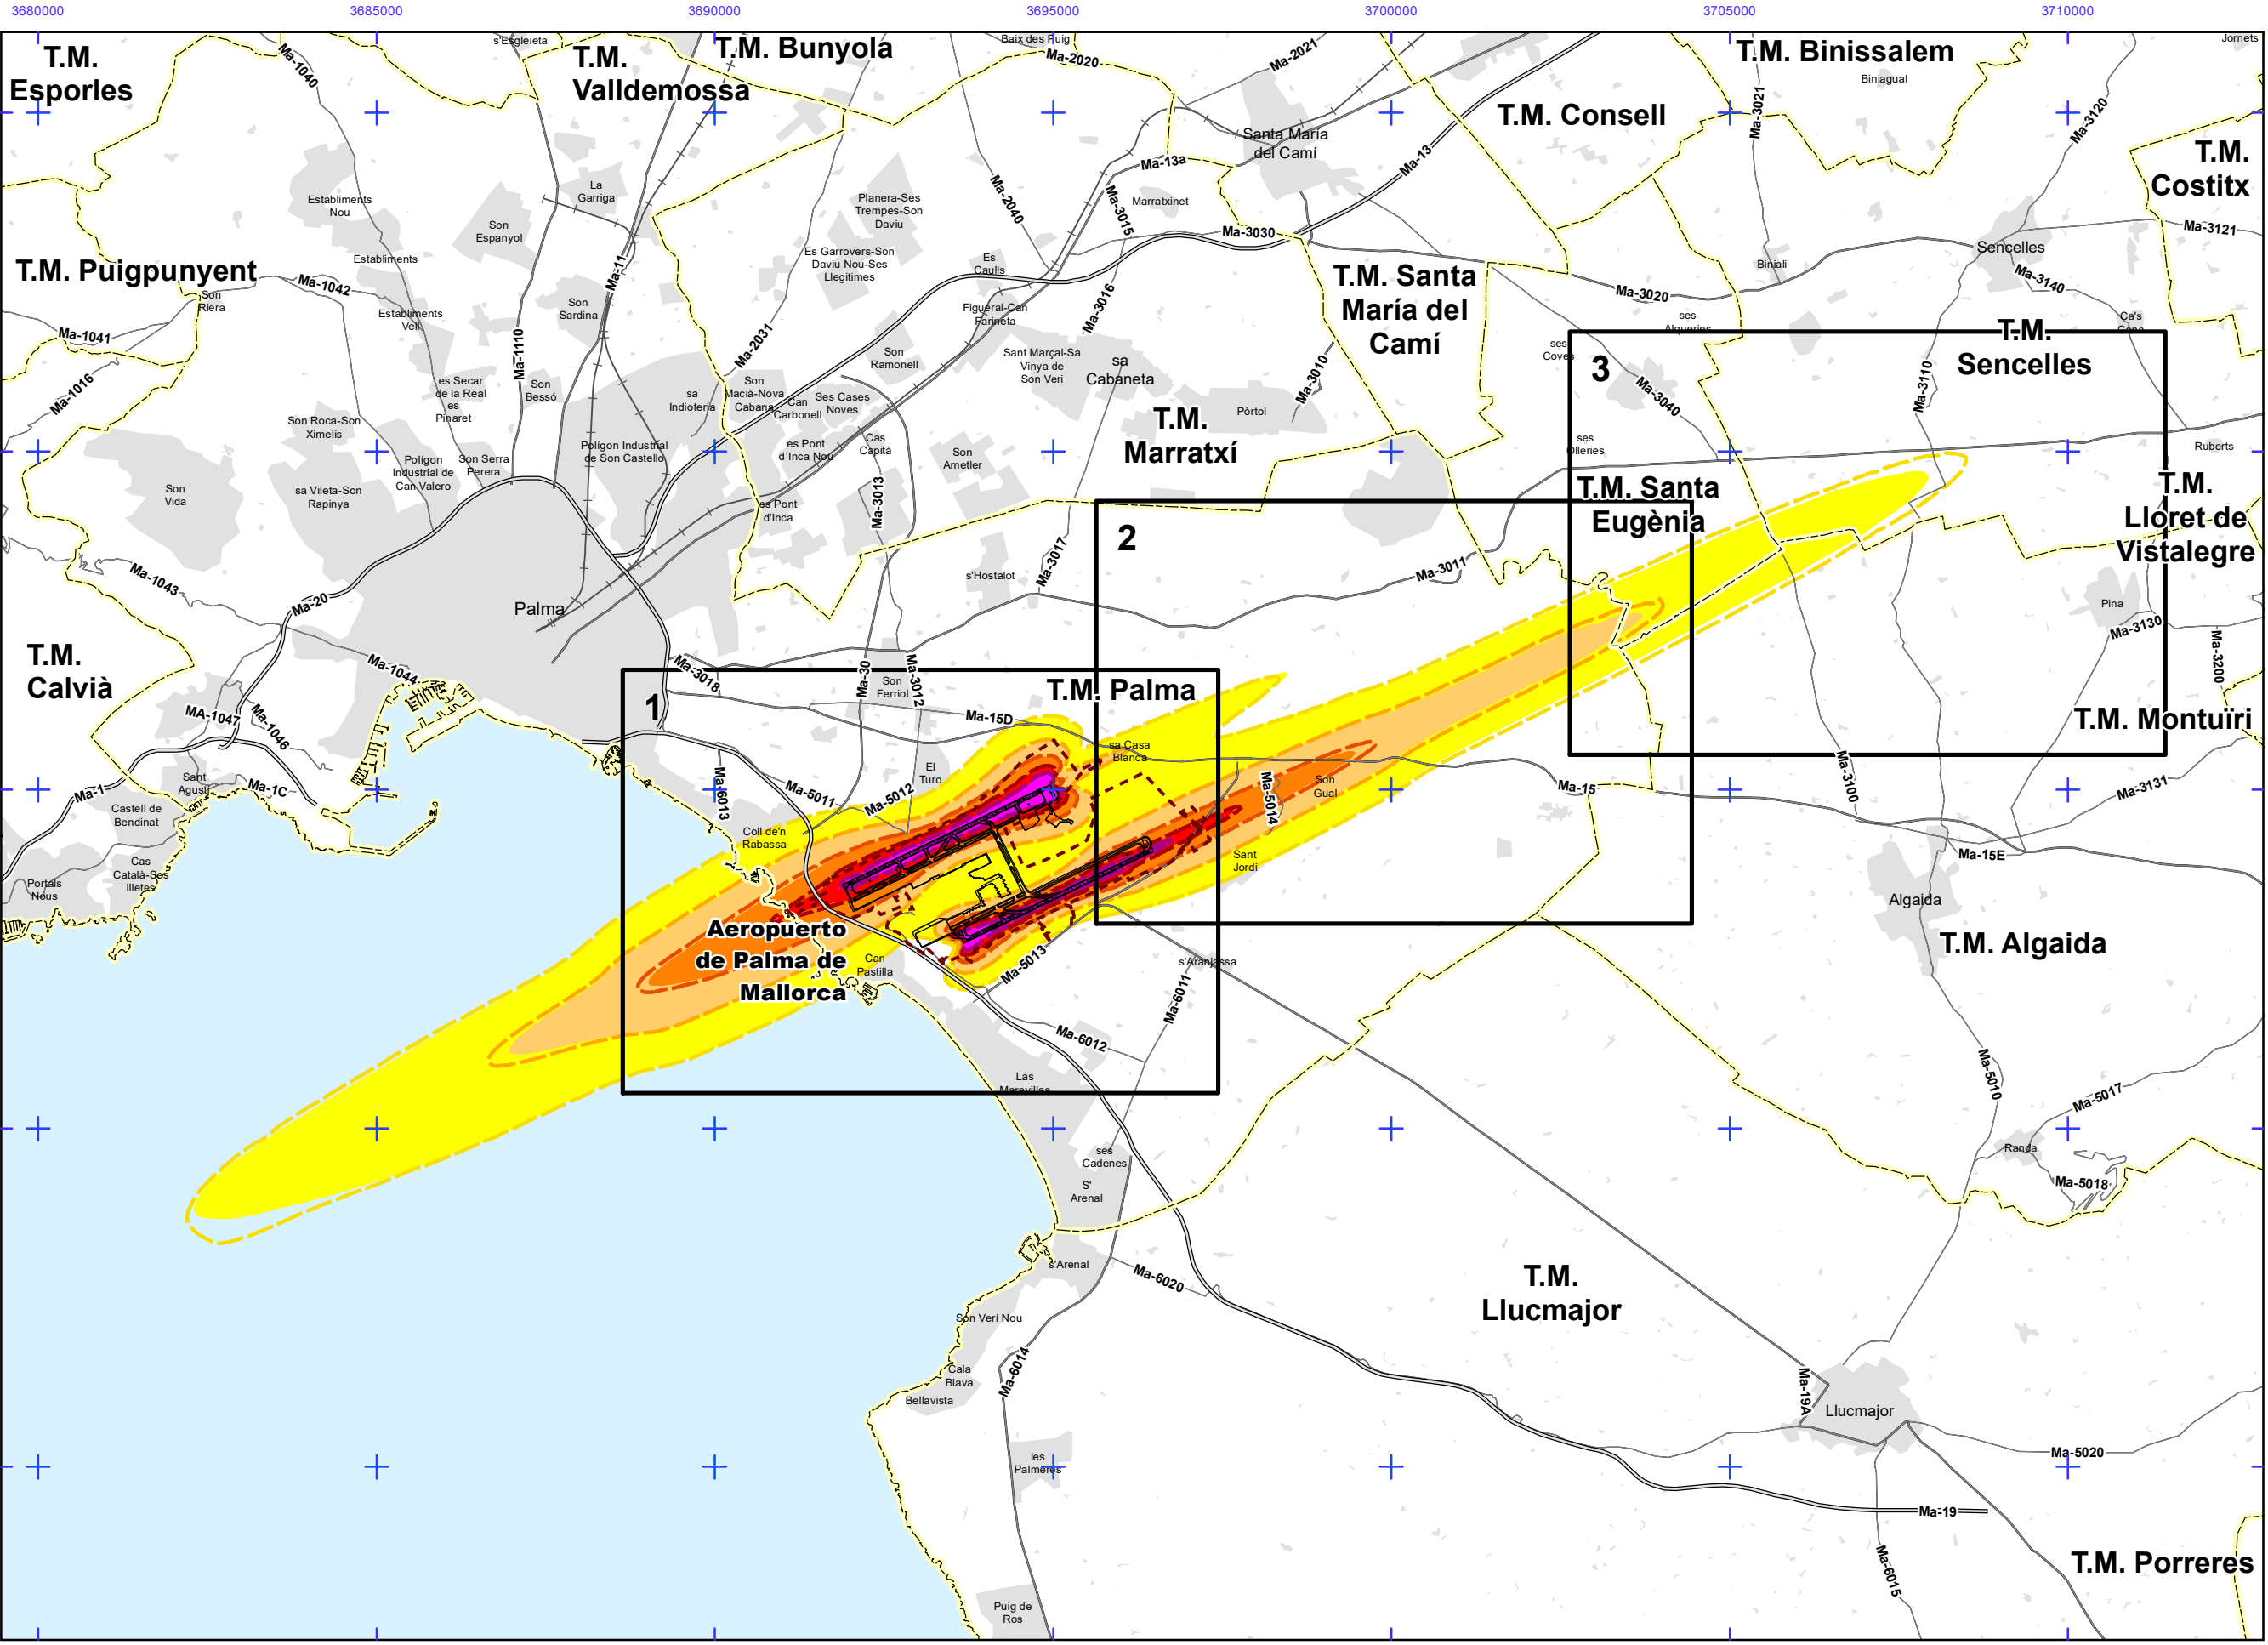 3680000
3685000
3690000
3695000
3700000
3705000
3710000
T.M.
Esporles
Ma-1040
s'Esgleieta
T.M.
Valldemossa
T.M. Bunyola
Baix des Puig
Ma-2020
Ma-2021
T.M. Binissalem
Biniagual
Jornets
T.M. Consell
Ma-3021
Ma-3120
T.M.
Costitx
Santa María
del Camí
Ma-13a
Ma-13
Establiments
Nou
La
Garriga
Son
Espanyol
Planera-Ses
Trempes-Son
Daviu
Ma-2040
Ma-3015
Marratxinet
Ma-3030
Ma-3121
Sencelles
Ma-3140
Biniali
T.M. Puigpunyent
Establiments
Ma-1042
Son
Riera
Ma-11
Es Garrovers-Son
Daviu Nou-Ses
Llegítimes
Es
Caulls
Ma-3016
T.M. Santa
María del
Camí
Ma-3020
Establiments
Vell
Son
Sardina
Figueral-Can
Farineta
ses
Alqueries
Ca's
Cana
Ma-1041
Ma-1016
Ma-1110
Ma-2031
Son
Ramonell
Sant Marçal-Sa
Vinya de
Son Veri
sa
Cabaneta
Ma-3010
ses
Coves
3
Ma-3040
T.M.
Sencelles
Ma-3110
es Secar
de la Real
es
Pinaret
Son
Bessó
sa
Indioteria
Son
Macià-Nova
Cabana
Can
Carbonell
Ses Cases
Noves
Pòrtol
T.M.
Marratxí
Son Roca-Son
Ximelis
Polígon Industrial
de Son Castello
es Pont
d'Inca Nou
Cas
Capità
Son
Ametler
ses
Olleries
Ruberts
Polígon
Industrial de
Can Valero
Son Serra
Perera
Son
Vida
sa Vileta-Son
Rapinya
es Pont
d'Inca
Ma-3013
T.M. Santa
Eugènia
T.M.
Lloret de
Vistalegre
2
s'Hostalot
Ma-3017
Ma-3011
Ma-1043
Ma-20
Palma
Pina
Ma-3130
Ma-3200
T.M.
Calvià
Ma-1044
Ma-3018
Ma-30
Ma-3012
Son
Ferriol
T.M. Palma
1
MA-1047
Ma-1046
Ma-15D
T.M. Montuïri
sa Casa
Blanca
Sant
Agustí
Ma-1C
Ma-1
El
Turo
Ma-6013
Ma-5011
Ma-5012
Ma-5014
Son
Gual
Ma-15
Ma-3100
Ma-3131
Castell de
Bendinat
Coll de'n
Rabassa
Sant
Jordi
Ma-15E
Cas
Català-Ses
Illetes
Portals
Nous
Algaida
Aeropuerto
de Palma de
Mallorca
Can
Pastilla
Ma-5013
s'Aranjassa
T.M. Algaida
Ma-6011
Ma-6012
Las
Maravillas
Ma-5010
Ma-5017
Randa
Ma-5018
ses
Cadenes
S'
Arenal
s'Arenal
Ma-6020
T.M.
Llucmajor
Son Verí Nou
Ma-6014
Cala
Blava
Bellavista
Ma-19A
Llucmajor
les
Palmeres
Ma-5020
Ma-19
Ma-6015
T.M. Porreres
Puig de
Ros